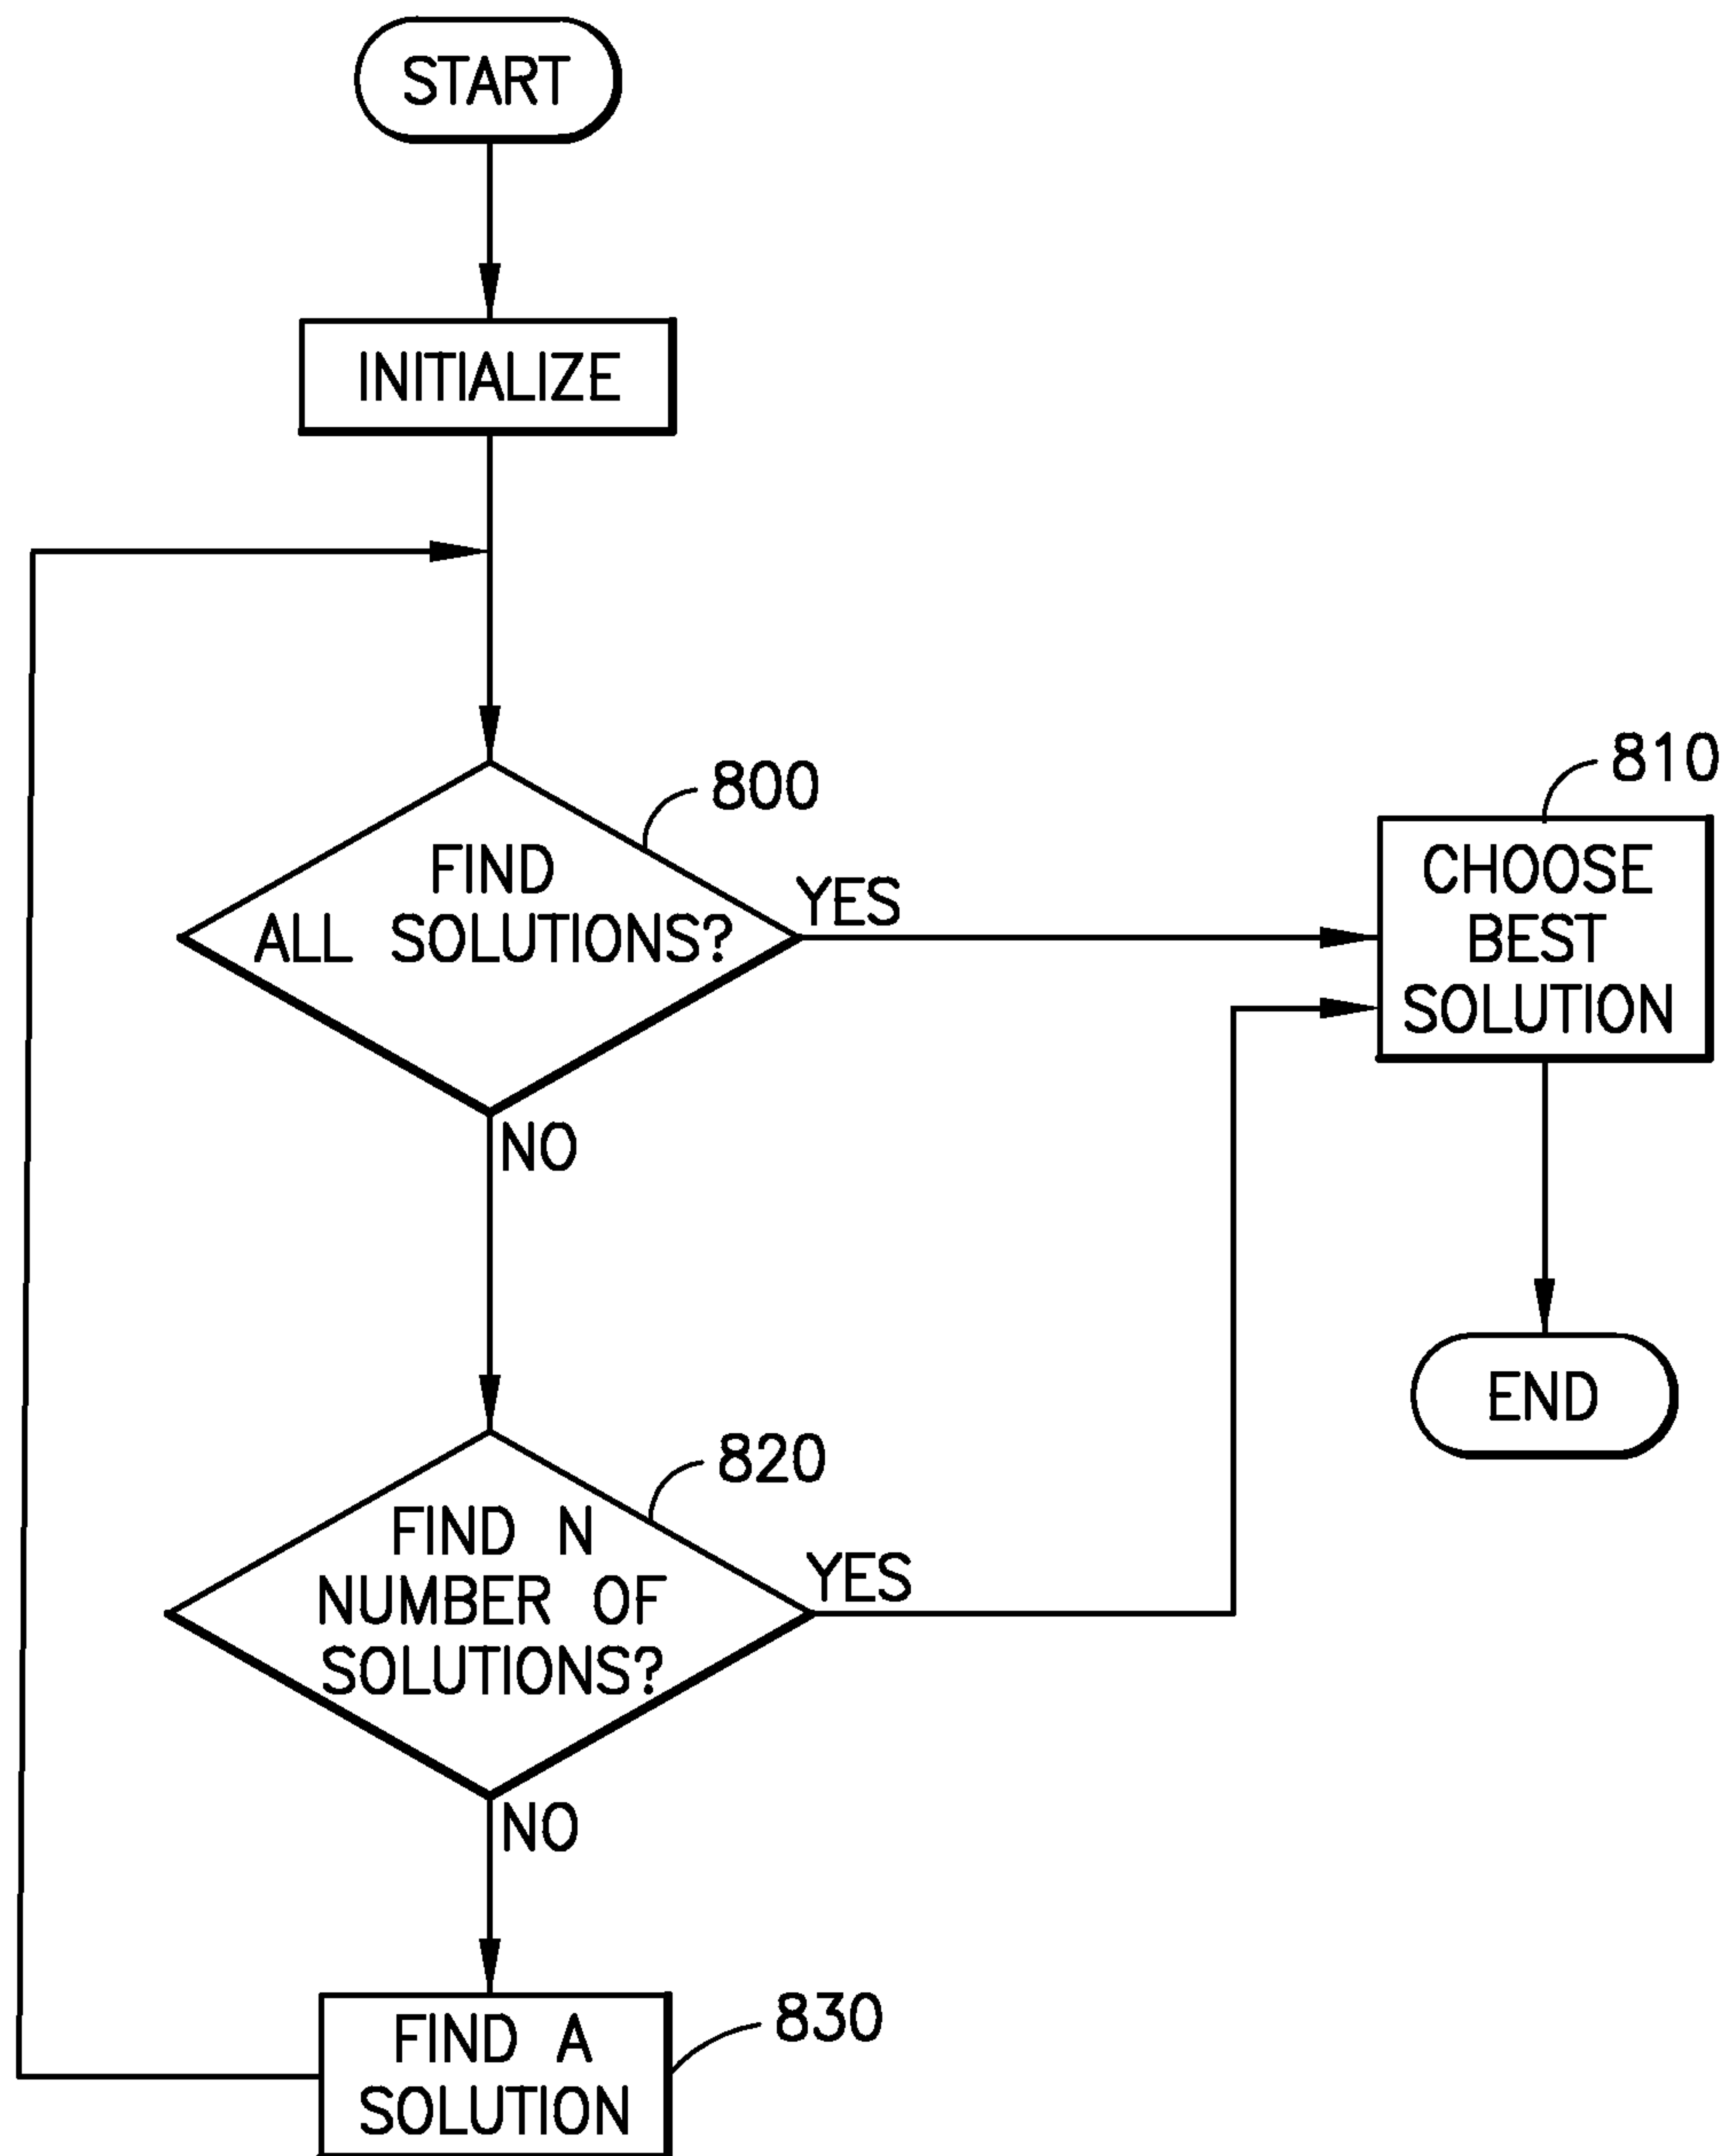 START
INITIALIZE
800
FIND
ALL SOLUTIONS?
YES
NO
810
CHOOSE
BEST
SOLUTION
END
820
FIND N
NUMBER OF
SOLUTIONS?
YES
NO
830
FIND A
SOLUTION